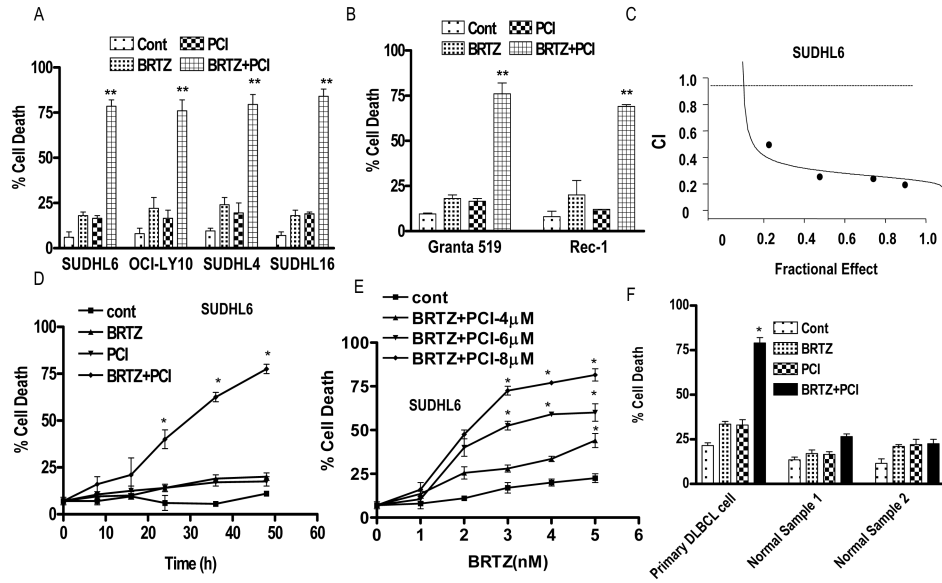 A
Cont
PCI
BRTZ
BRTZ+PCI
100
75
50
25
0
% Cell Death
**
**
**
**
SUDHL6
OCI-LY10
SUDHL4
SUDHL16
B
Cont
PCI
BRTZ
BRTZ+PCI
100
75
50
25
0
% Cell Death
**
**
Granta 519
Rec-1
C
SUDHL6
1.0
0.8
0.6
0.4
0.2
0
CI
0
0.2
0.4
0.6
0.8
1.0
Fractional Effect
D
cont
BRTZ
PCI
BRTZ+PCI
SUDHL6
100
75
50
25
0
% Cell Death
*
*
*
0
10
20
30
40
50
60
Time (h)
E
cont
BRTZ+PCI-4µM
BRTZ+PCI-6µM
BRTZ+PCI-8µM
SUDHL6
100
75
50
25
0
% Cell Death
*
*
*
*
*
*
*
0
1
2
3
4
5
6
BRTZ(nM)
F
Cont
BRTZ
PCI
BRTZ+PCI
100
75
50
25
0
% Cell Death
*
Primary DLBCL cell
Normal Sample 1
Normal Sample 2